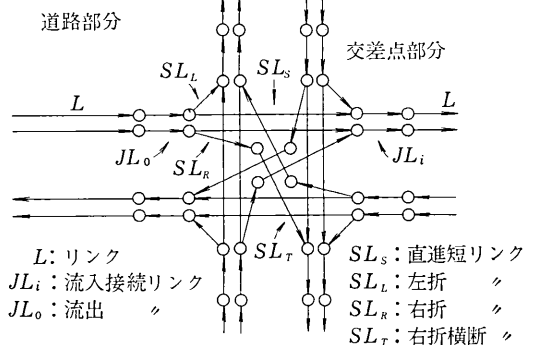 道路部分
交差点部分
SL_L
SL_S
L
L
JL_0
SL_R
JL_i
SL_T
L：リンク
JL_i：流入接続リンク
JL_0：流出 〃
SL_S：直進短リンク
SL_L：左折 〃
SL_R：右折 〃
SL_T：右折横断 〃